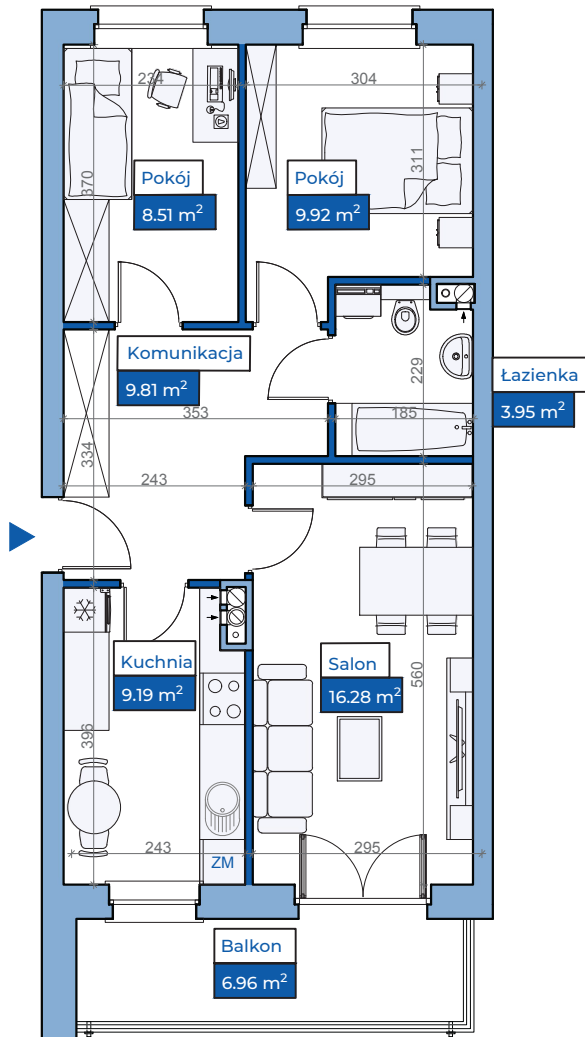 234
304
370
311
Pokój
8.51 m²
Pokój
9.92 m²
Komunikacja
9.81 m²
229
Łazienka
3.95 m²
353
185
334
243
295
Kuchnia
9.19 m²
Salon
16.28 m²
560
396
243
ZM
295
Balkon
6.96 m²